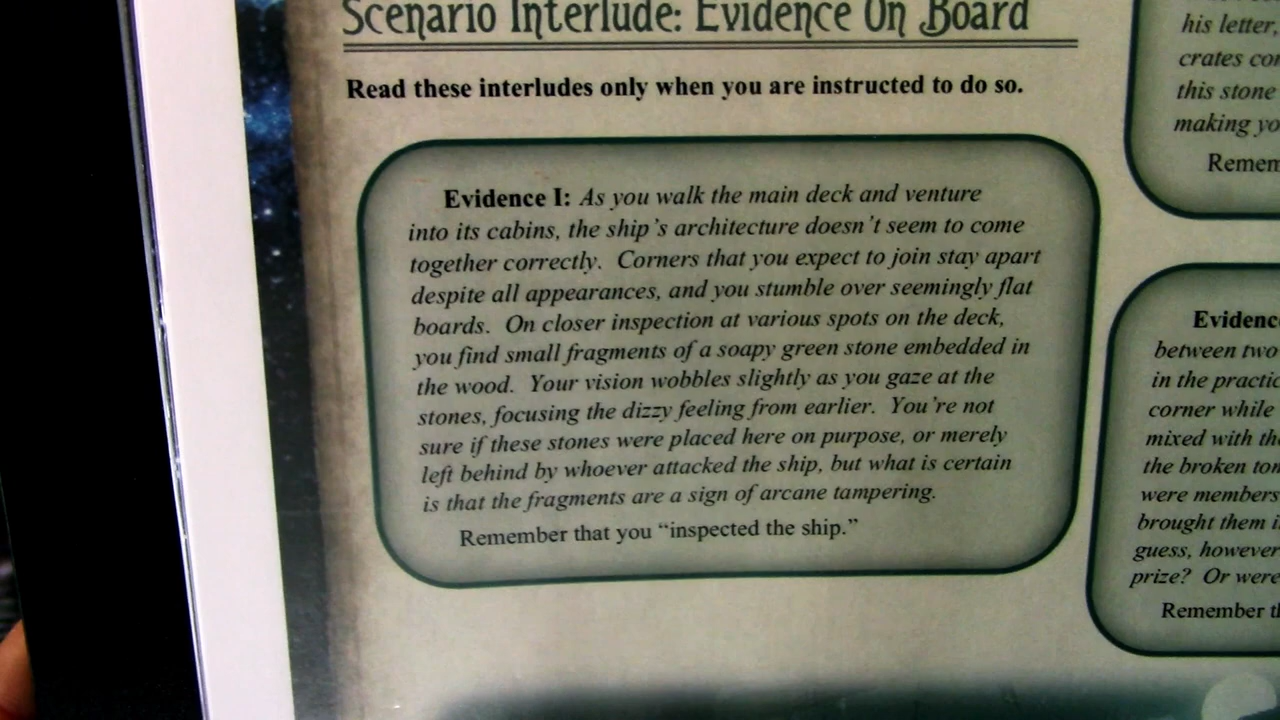 Scenario Interlude: Evidence On Board
Read these interludes only when you are instructed to do so.
Evidence I: As you walk the main deck and venture
into its cabins, the ship's architecture doesn't seem to come
together correctly. Corners that you expect to join stay apart
despite all appearances, and you stumble over seemingly flat
boards. On closer inspection at various spots on the deck,
you find small fragments of a soapy green stone embedded in
the wood. Your vision wobbles slightly as you gaze at the
stones, focusing the dizzy feeling from earlier. You're not
sure if these stones were placed here on purpose, or merely
left behind by whoever attacked the ship, but what is certain
is that the fragments are a sign of arcane tampering.
Remember that you “inspected the ship.”
his letter,
crates
this stone
making
between two
in the
corner while
mixed with
the broken
were members
brought them
guess, however
prize? Or were
Remember